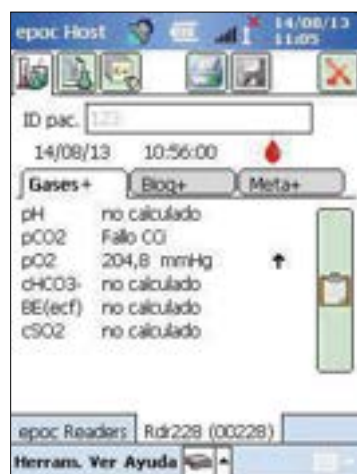 epoc Host 14/08/13
11:05
ID pac. 123
14/08/13 10:56:00
Gases+ Bioq+ Meta+
pH no calculado
pCO2 Fallo CCi
pO2 204,8 mmHg ↑
cHCO3- no calculado
BE(ecf) no calculado
cSO2 no calculado
epoc Readers Rdr228 (00228)
Herram. Ver Ayuda